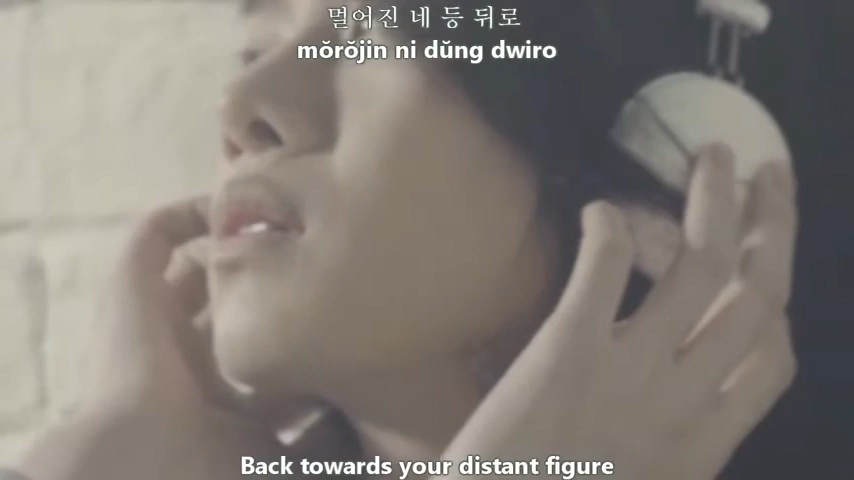 멀어진 네 등 뒤로
mŏrŏjin ni dŭng dwiro
Back towards your distant figure